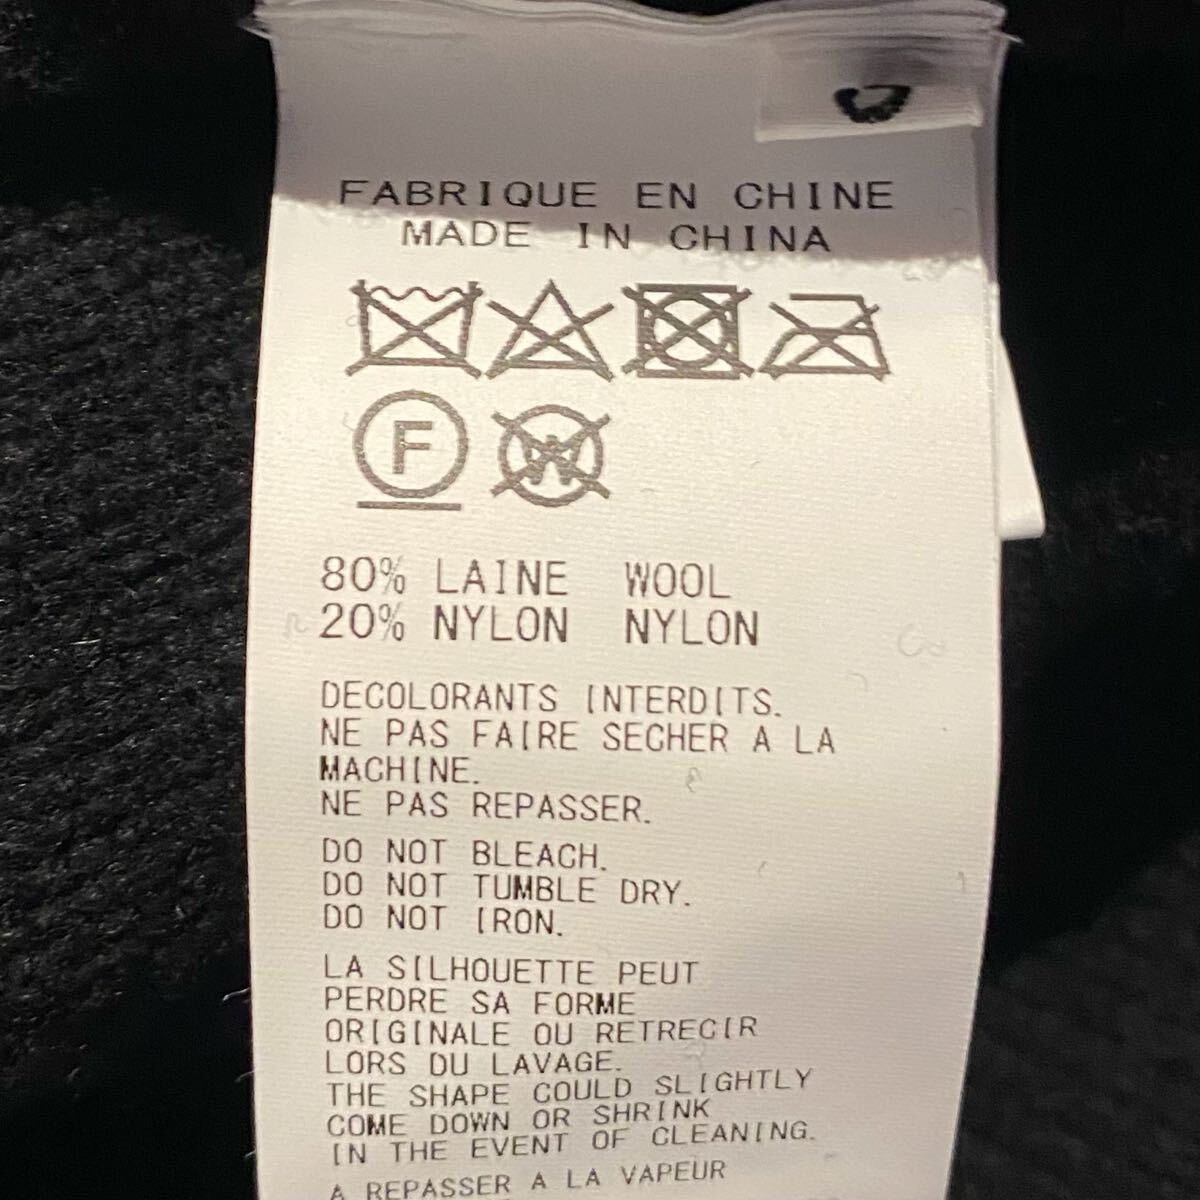 FABRIQUE EN CHINE
MADE IN CHINA
F W
80% LAINE WOOL
20% NYLON NYLON
DECOLORANTS INTERDITS.
NE PAS FAIRE SECHER A LA
MACHINE.
NE PAS REPASSER.
DO NOT BLEACH.
DO NOT TUMBLE DRY.
DO NOT IRON.
LA SILHOUETTE PEUT
PERDRE SA FORME
ORIGINALE OU RETRECIR
LORS DU LAVAGE.
THE SHAPE COULD SLIGHTLY
COME DOWN OR SHRINK
IN THE EVENT OF CLEANING.
A REPASSER A LA VAPEUR